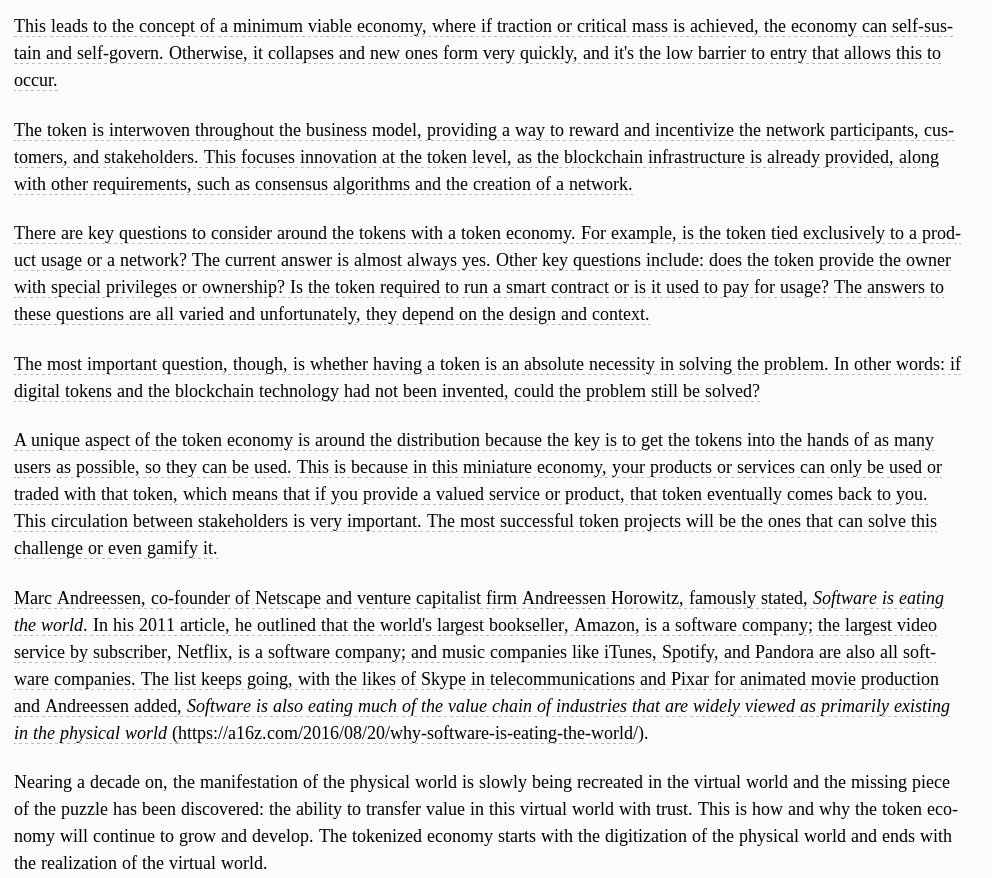 This leads to the concept of a minimum viable economy, where if traction or critical mass is achieved, the economy can self-sus-
tain and self-govern. Otherwise, it collapses and new ones form very quickly, and it's the low barrier to entry that allows this to
occur.
The token is interwoven throughout the business model, providing a way to reward and incentivize the network participants, cus-
tomers, and stakeholders. This focuses innovation at the token level, as the blockchain infrastructure is already provided, along
with other requirements, such as consensus algorithms and the creation of a network.
There are key questions to consider around the tokens with a token economy. For example, is the token tied exclusively to a prod-
uct usage or a network? The current answer is almost always yes. Other key questions include: does the token provide the owner
with special privileges or ownership? Is the token required to run a smart contract or is it used to pay for usage? The answers to
these questions are all varied and unfortunately, they depend on the design and context.
The most important question, though, is whether having a token is an absolute necessity in solving the problem. In other words: if
digital tokens and the blockchain technology had not been invented, could the problem still be solved?
A unique aspect of the token economy is around the distribution because the key is to get the tokens into the hands of as many
users as possible, so they can be used. This is because in this miniature economy, your products or services can only be used or
traded with that token, which means that if you provide a valued service or product, that token eventually comes back to you.
This circulation between stakeholders is very important. The most successful token projects will be the ones that can solve this
challenge or even gamify it.
Marc Andreessen, co-founder of Netscape and venture capitalist firm Andreessen Horowitz, famously stated, Software is eating
the world. In his 2011 article, he outlined that the world's largest bookseller, Amazon, is a software company; the largest video
service by subscriber, Netflix, is a software company; and music companies like iTunes, Spotify, and Pandora are also all soft-
ware companies. The list keeps going, with the likes of Skype in telecommunications and Pixar for animated movie production
and Andreessen added, Software is also eating much of the value chain of industries that are widely viewed as primarily existing
in the physical world (https://a16z.com/2016/08/20/why-software-is-eating-the-world/).
Nearing a decade on, the manifestation of the physical world is slowly being recreated in the virtual world and the missing piece
of the puzzle has been discovered: the ability to transfer value in this virtual world with trust. This is how and why the token eco-
nomy will continue to grow and develop. The tokenized economy starts with the digitization of the physical world and ends with
the realization of the virtual world.